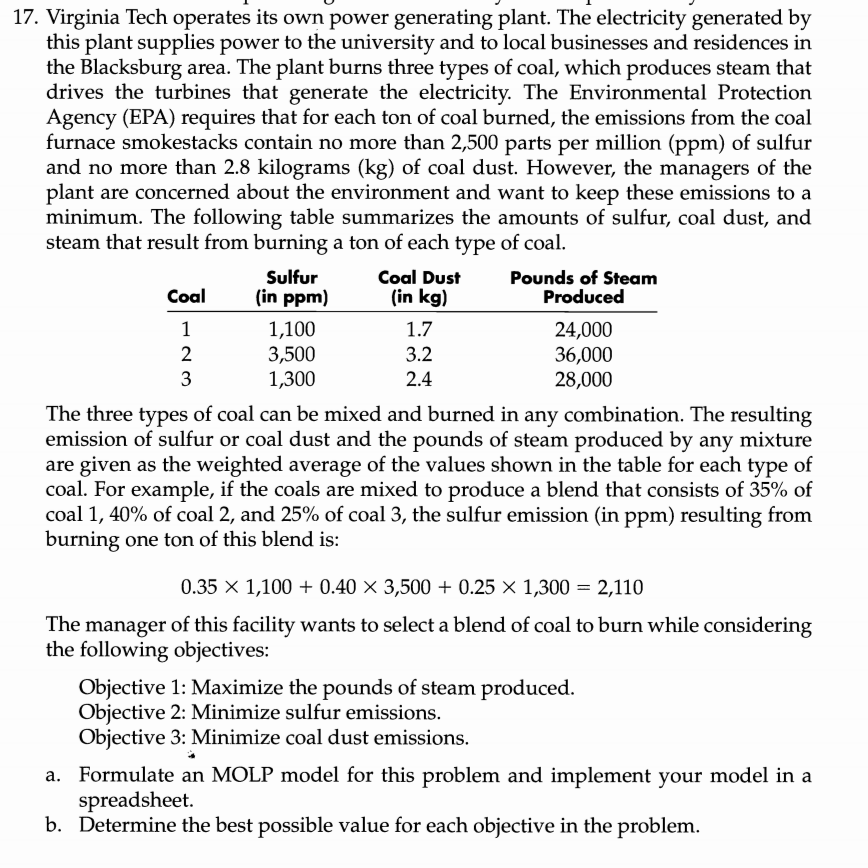 17. Virginia Tech operates its own power generating plant. The electricity generated by
this plant supplies power to the university and to local businesses and residences in
the Blacksburg area. The plant burns three types of coal, which produces steam that
drives the turbines that generate the electricity. The Environmental Protection
Agency (EPA) requires that for each ton of coal burned, the emissions from the coal
furnace smokestacks contain no more than 2,500 parts per million (ppm) of sulfur
and no more than 2.8 kilograms (kg) of coal dust. However, the managers of the
plant are concerned about the environment and want to keep these emissions to a
minimum. The following table summarizes the amounts of sulfur, coal dust, and
steam that result from burning a ton of each type of coal.
Sulfur Coal Dust Pounds of Steam
Coal (in ppm) (in kg) Produced
1 1,100 1.7 24,000
2 3,500 3.2 36,000
3 1,300 2.4 28,000
The three types of coal can be mixed and burned in any combination. The resulting
emission of sulfur or coal dust and the pounds of steam produced by any mixture
are given as the weighted average of the values shown in the table for each type of
coal. For example, if the coals are mixed to produce a blend that consists of 35% of
coal 1, 40% of coal 2, and 25% of coal 3, the sulfur emission (in ppm) resulting from
burning one ton of this blend is:
0.35 × 1,100 + 0.40 × 3,500 + 0.25 × 1,300 = 2,110
The manager of this facility wants to select a blend of coal to burn while considering
the following objectives:
Objective 1: Maximize the pounds of steam produced.
Objective 2: Minimize sulfur emissions.
Objective 3: Minimize coal dust emissions.
a. Formulate an MOLP model for this problem and implement your model in a
spreadsheet.
b. Determine the best possible value for each objective in the problem.